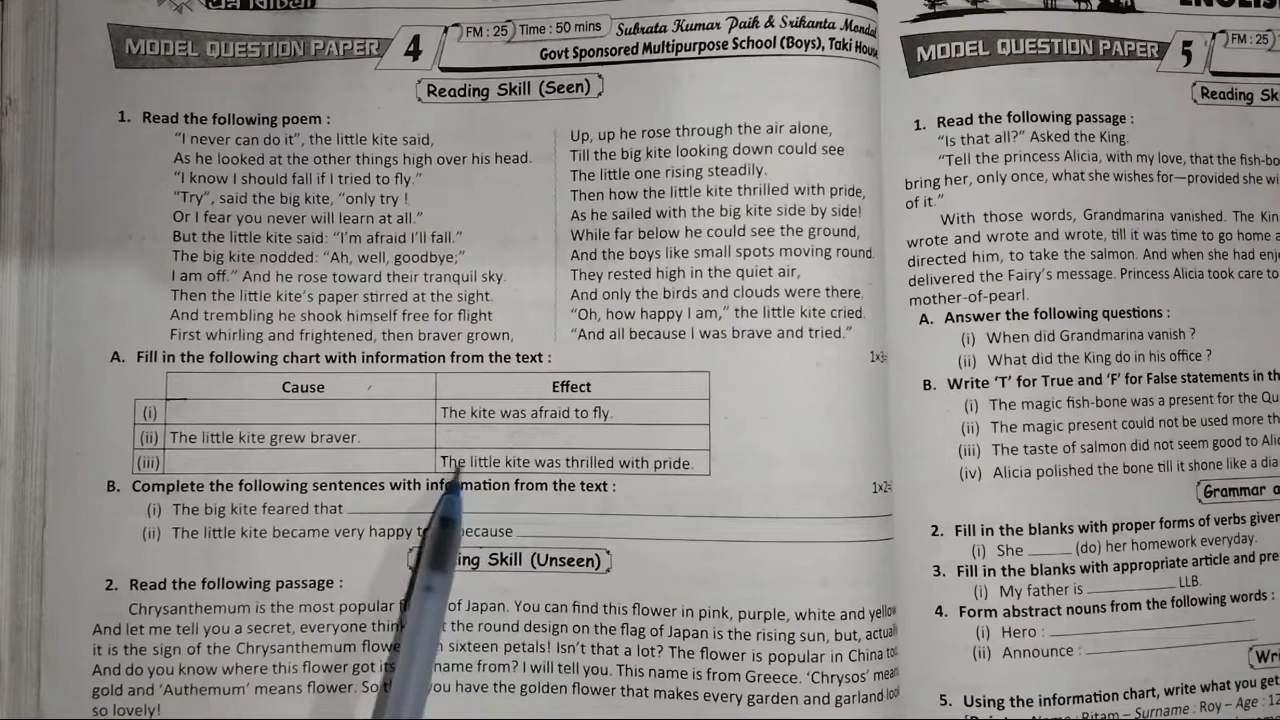 MODEL QUESTION PAPER 4 FM : 25 Time : 50 mins Subrata Kumar Paik & Srikanta Mondal
Govt Sponsored Multipurpose School (Boys), Taki House
Reading Skill (Seen)
1. Read the following poem :
"I never can do it", the little kite said,
As he looked at the other things high over his head.
"I know I should fall if I tried to fly."
"Try", said the big kite, "only try !
Or I fear you never will learn at all."
But the little kite said: "I'm afraid I'll fall."
The big kite nodded: "Ah, well, goodbye;"
I am off." And he rose toward their tranquil sky.
Then the little kite's paper stirred at the sight.
And trembling he shook himself free for flight
First whirling and frightened, then braver grown,
Up, up he rose through the air alone,
Till the big kite looking down could see
The little one rising steadily.
Then how the little kite thrilled with pride,
As he sailed with the big kite side by side!
While far below he could see the ground,
And the boys like small spots moving round.
They rested high in the quiet air,
And only the birds and clouds were there.
"Oh, how happy I am," the little kite cried.
"And all because I was brave and tried."
A. Fill in the following chart with information from the text : 1x3=
Cause Effect
(i) The kite was afraid to fly.
(ii) The little kite grew braver.
(iii) The little kite was thrilled with pride.
B. Complete the following sentences with information from the text : 1x2=
(i) The big kite feared that
(ii) The little kite became very happy because
Skill (Unseen)
2. Read the following passage :
Chrysanthemum is the most popular of Japan. You can find this flower in pink, purple, white and yellow
And let me tell you a secret, everyone the round design on the flag of Japan is the rising sun, but,
it is the sign of the Chrysanthemum sixteen petals! Isn't that a lot? The flower is popular in China
And do you know where this flower got its name from? I will tell you. This name is from Greece. 'Chrysos'
gold and 'Authemum' means flower. So you have the golden flower that makes every garden and garland
so lovely!
MODEL QUESTION PAPER 5 FM : 25
Reading
1. Read the following passage :
"Is that all?" Asked the King.
"Tell the princess Alicia, with my love, that the
bring her, only once, what she wishes for—provided she
of it."
With those words, Grandmarina vanished. The
wrote and wrote and wrote, till it was time to go home
directed him, to take the salmon. And when she had
delivered the Fairy's message. Princess Alicia took care
mother-of-pearl.
A. Answer the following questions :
(i) When did Grandmarina vanish ?
(ii) What did the King do in his office ?
B. Write 'T' for True and 'F' for False statements in
(i) The magic fish-bone was a present for the
(ii) The magic present could not be used more
(iii) The taste of salmon did not seem good to
(iv) Alicia polished the bone till it shone like a
Grammar
2. Fill in the blanks with proper forms of verbs
(i) She ______ (do) her homework everyday.
3. Fill in the blanks with appropriate article and
(i) My father is ______ LLB.
4. Form abstract nouns from the following words :
(i) Hero :
(ii) Announce :
5. Using the information chart, write what you
Ritam – Surname : Roy – Age : 12